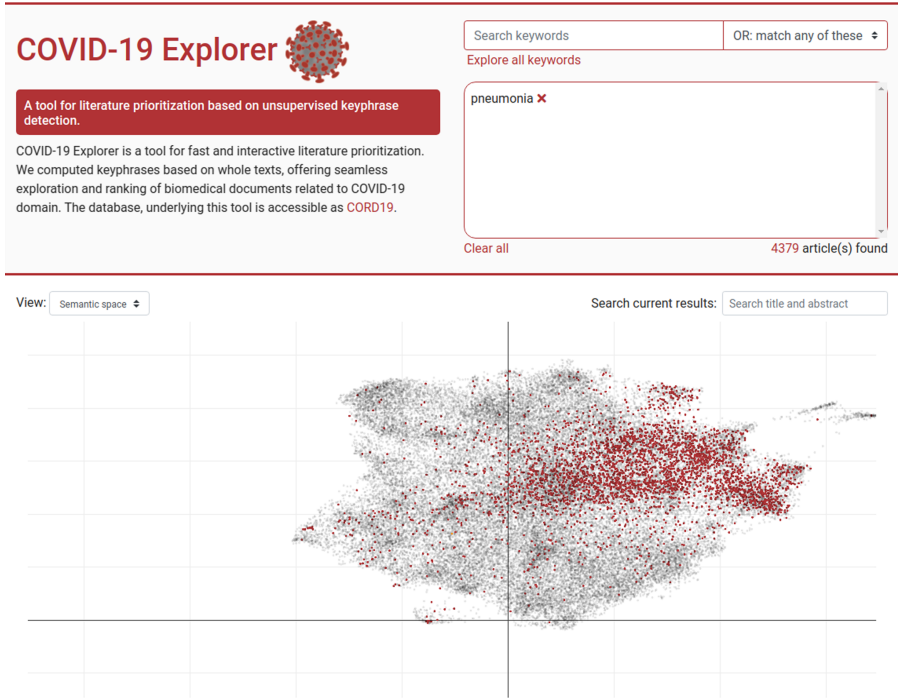 COVID-19 Explorer
A tool for literature prioritization based on unsupervised keyphrase
detection.
COVID-19 Explorer is a tool for fast and interactive literature prioritization.
We computed keyphrases based on whole texts, offering seamless
exploration and ranking of biomedical documents related to COVID-19
domain. The database, underlying this tool is accessible as CORD19.
Search keywords
OR: match any of these
Explore all keywords
pneumonia ×
Clear all
4379 article(s) found
View: Semantic space
Search current results: Search title and abstract